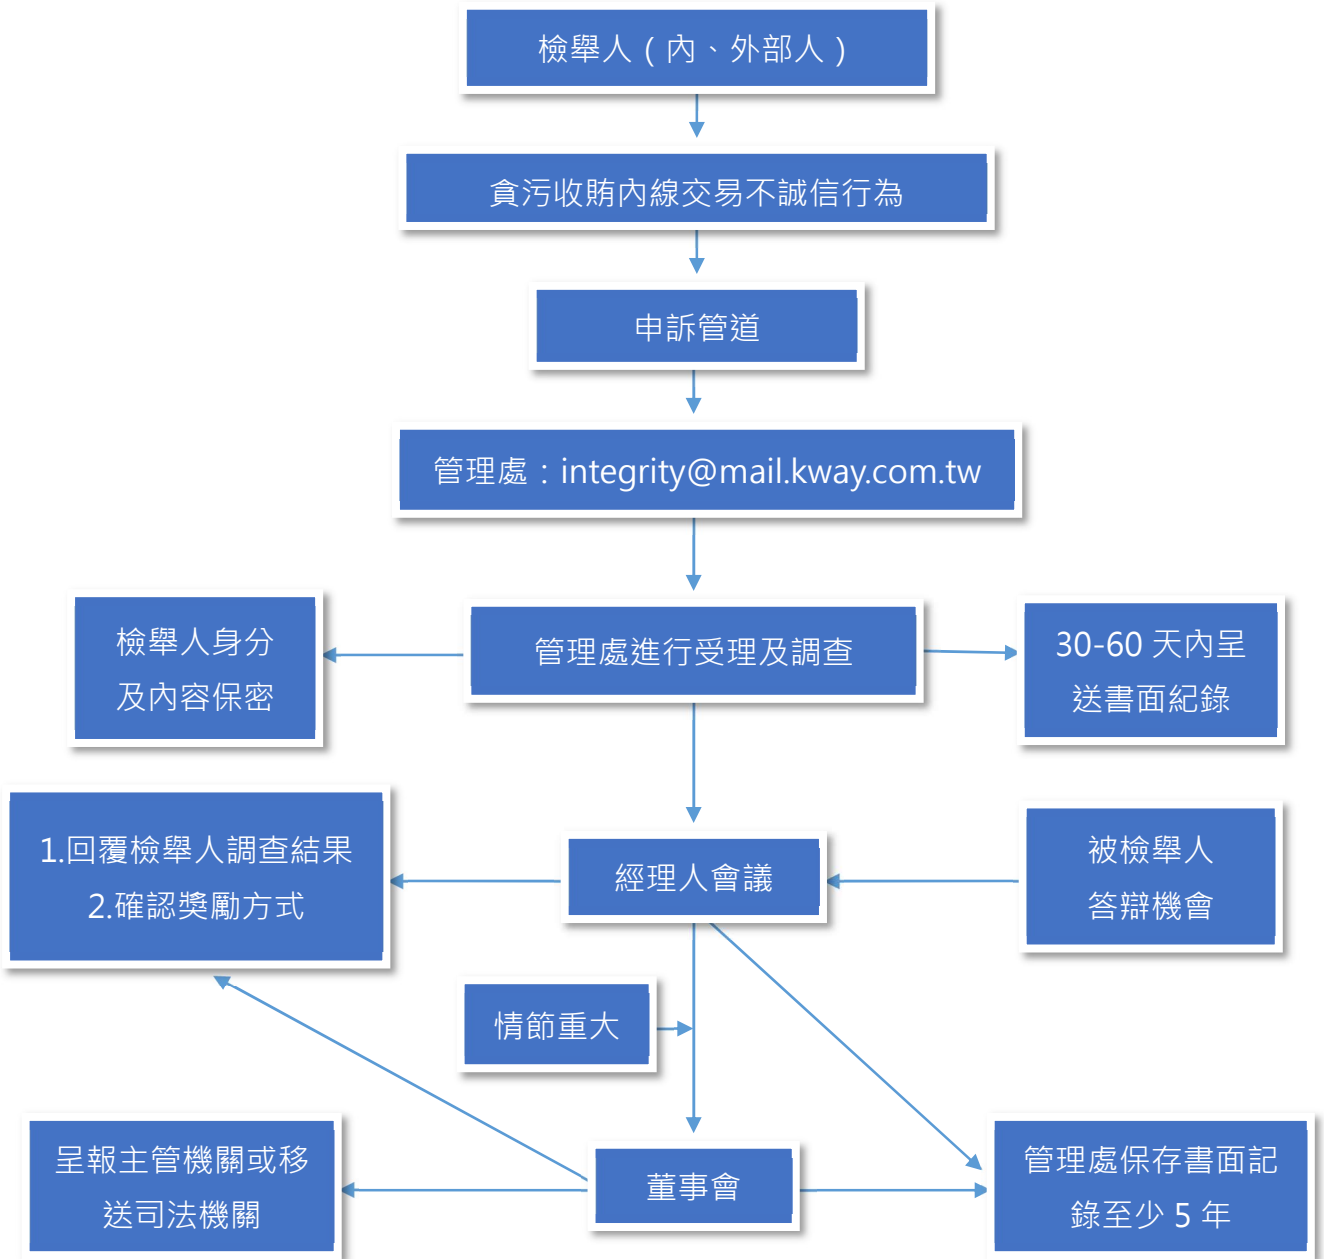 檢舉人（內、外部人）
貪污收賄內線交易不誠信行為
申訴管道
管理處：integrity@mail.kway.com.tw
檢舉人身分
及內容保密
管理處進行受理及調查
30-60 天內呈
送書面紀錄
1.回覆檢舉人調查結果
2.確認獎勵方式
經理人會議
被檢舉人
答辯機會
情節重大
呈報主管機關或移
送司法機關
董事會
管理處保存書面記
錄至少 5 年